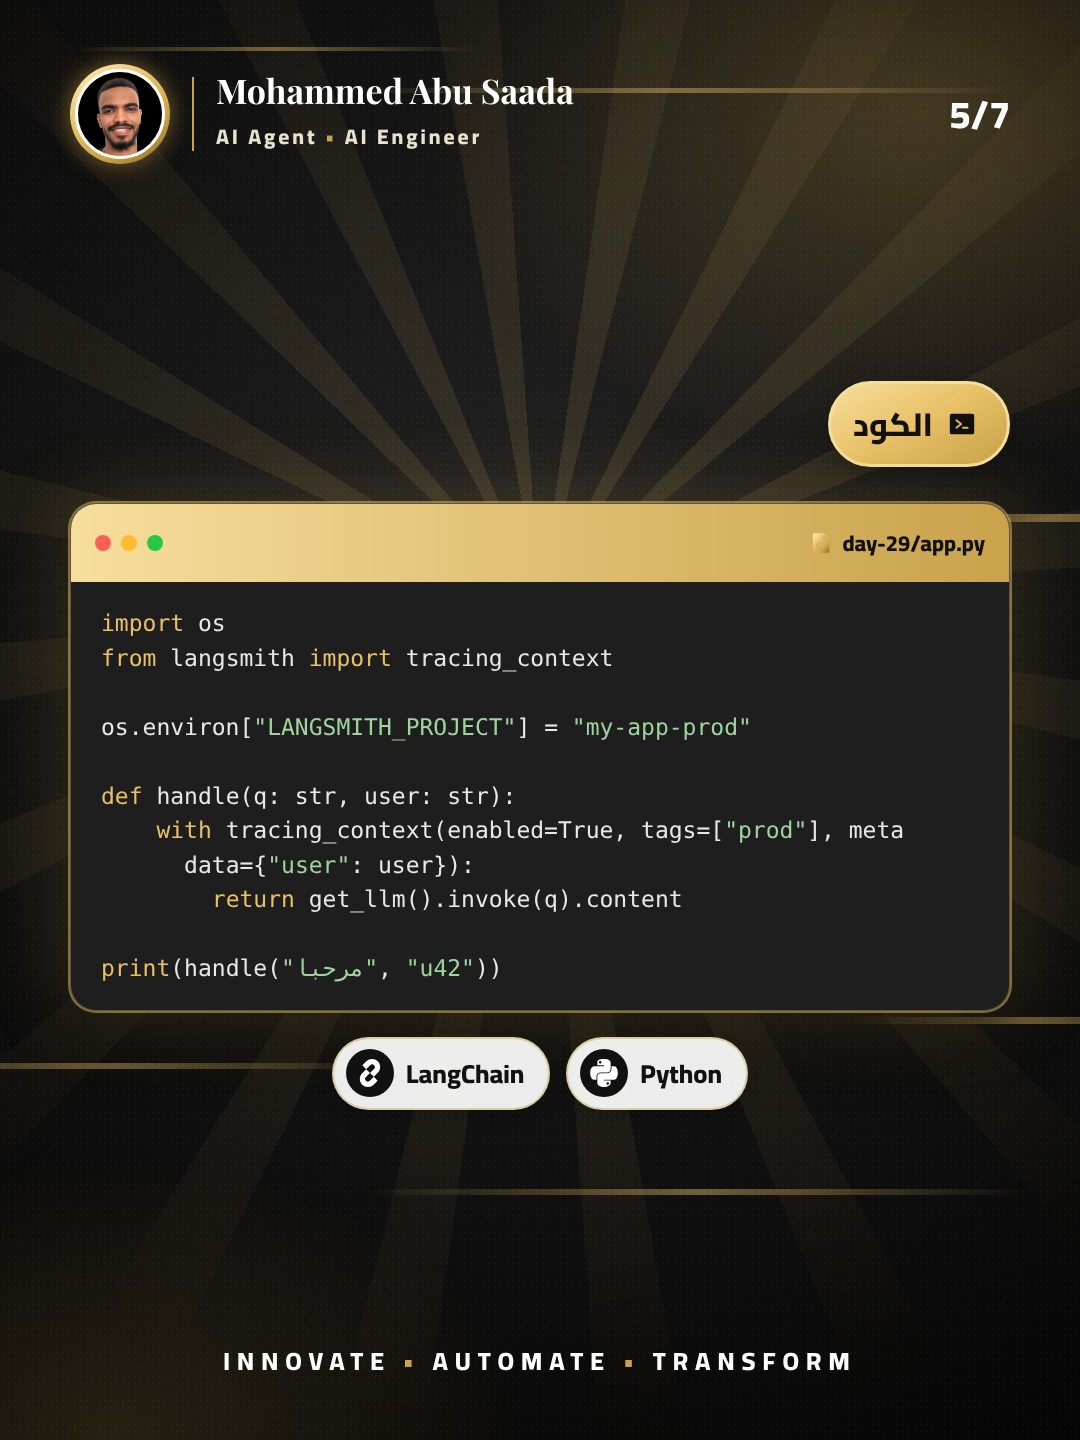 Mohammed Abu Saada
AI Agent ▪ AI Engineer
5/7
الكود
day-29/app.py
import os
from langsmith import tracing_context

os.environ["LANGSMITH_PROJECT"] = "my-app-prod"

def handle(q: str, user: str):
    with tracing_context(enabled=True, tags=["prod"], meta
      data={"user": user}):
        return get_llm().invoke(q).content

print(handle("مرحبا", "u42"))
LangChain
Python
INNOVATE ▪ AUTOMATE ▪ TRANSFORM